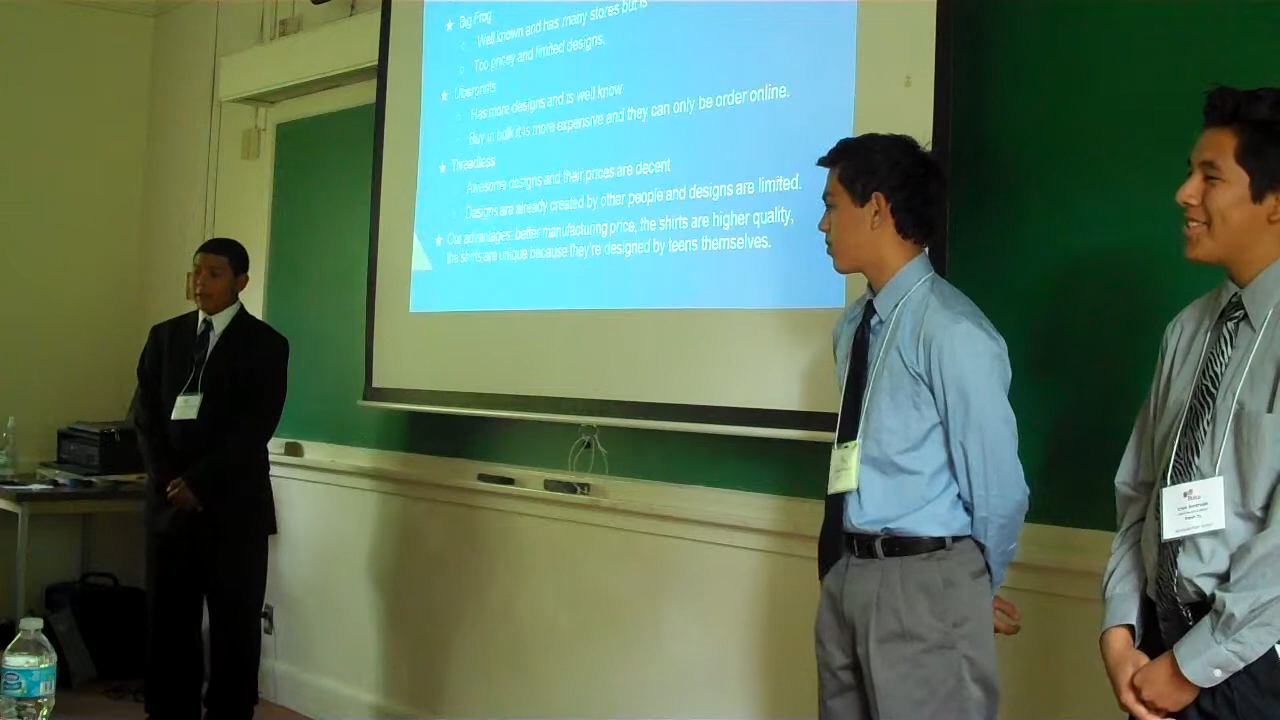 Big Frog
Well known and has many stores but is
Too pricey and limited designs.
Uberprints
Has more designs and is well know
Buy in bulk it is more expensive and they can only be order online.
Threadless
Awesome designs and their prices are decent
Designs are already created by other people and designs are limited.
Our advantages: better manufacturing price, the shirts are higher quality,
the shirts are unique because they're designed by teens themselves.